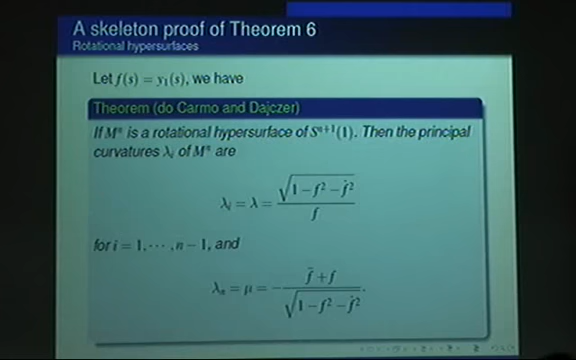 A skeleton proof of Theorem 6
Rotational hypersurfaces
Let f(s) = y₁(s), we have
Theorem (do Carmo and Dajczer)
If Mⁿ is a rotational hypersurface of Sⁿ⁺¹(1). Then the principal
curvatures λᵢ of Mⁿ are
λᵢ = λ = √(1 − f² − ḟ²) / f
for i = 1, ⋯ , n − 1, and
λₙ = μ = − (f̈ + f) / √(1 − f² − ḟ²).